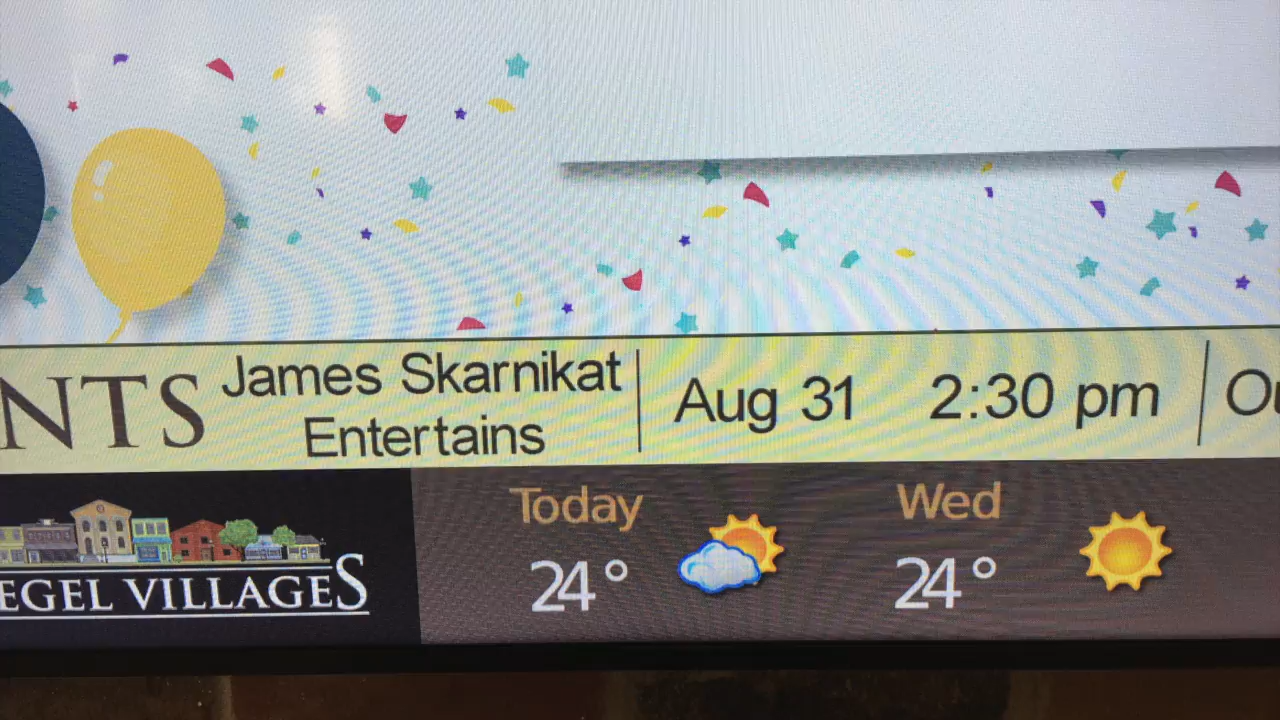 NTS
James Skarnikat
Entertains
Aug 31 2:30 pm
EGEL VILLAGES
Today
24°
Wed
24°